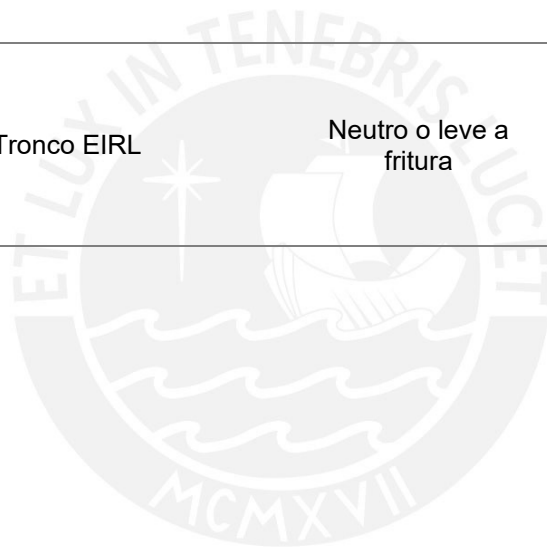 ET LUX IN TENEBRIS LUCET
Tronco EIRL
Neutro o leve a
fritura
MCMXVII